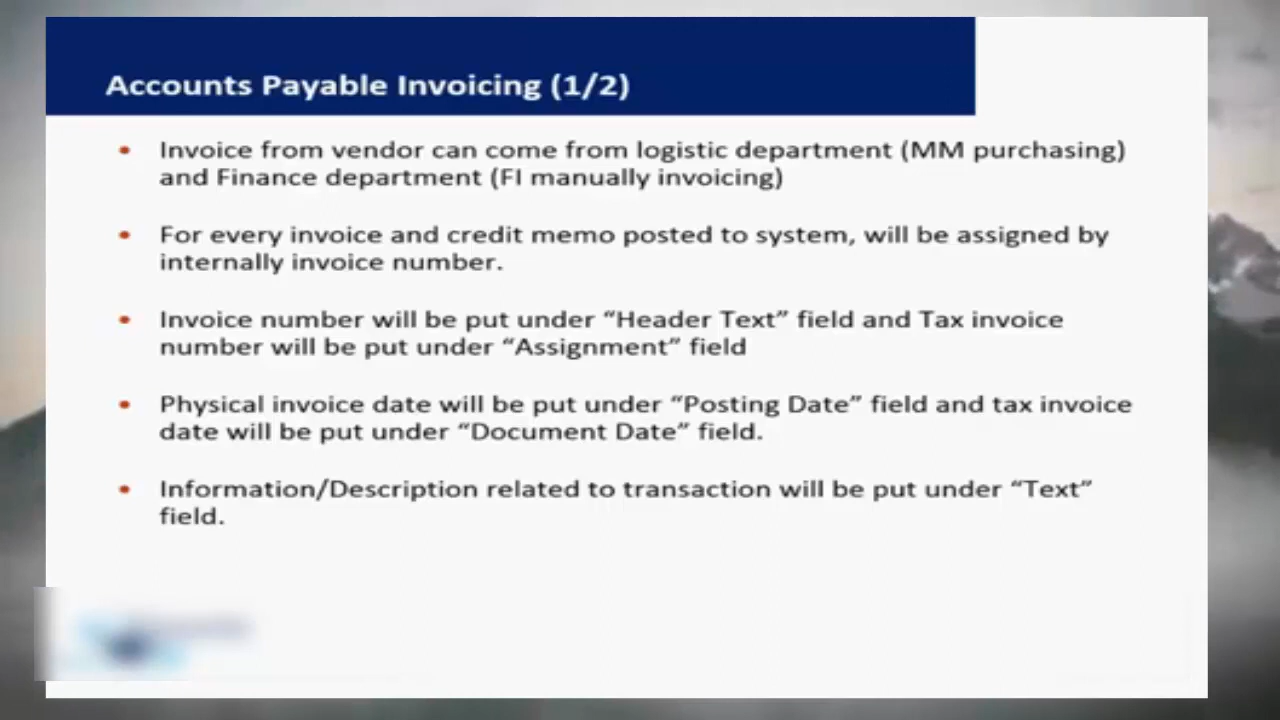 Accounts Payable Invoicing (1/2)
• Invoice from vendor can come from logistic department (MM purchasing)
and Finance department (FI manually invoicing)
• For every invoice and credit memo posted to system, will be assigned by
internally invoice number.
• Invoice number will be put under “Header Text” field and Tax invoice
number will be put under “Assignment” field
• Physical invoice date will be put under “Posting Date” field and tax invoice
date will be put under “Document Date” field.
• Information/Description related to transaction will be put under “Text”
field.